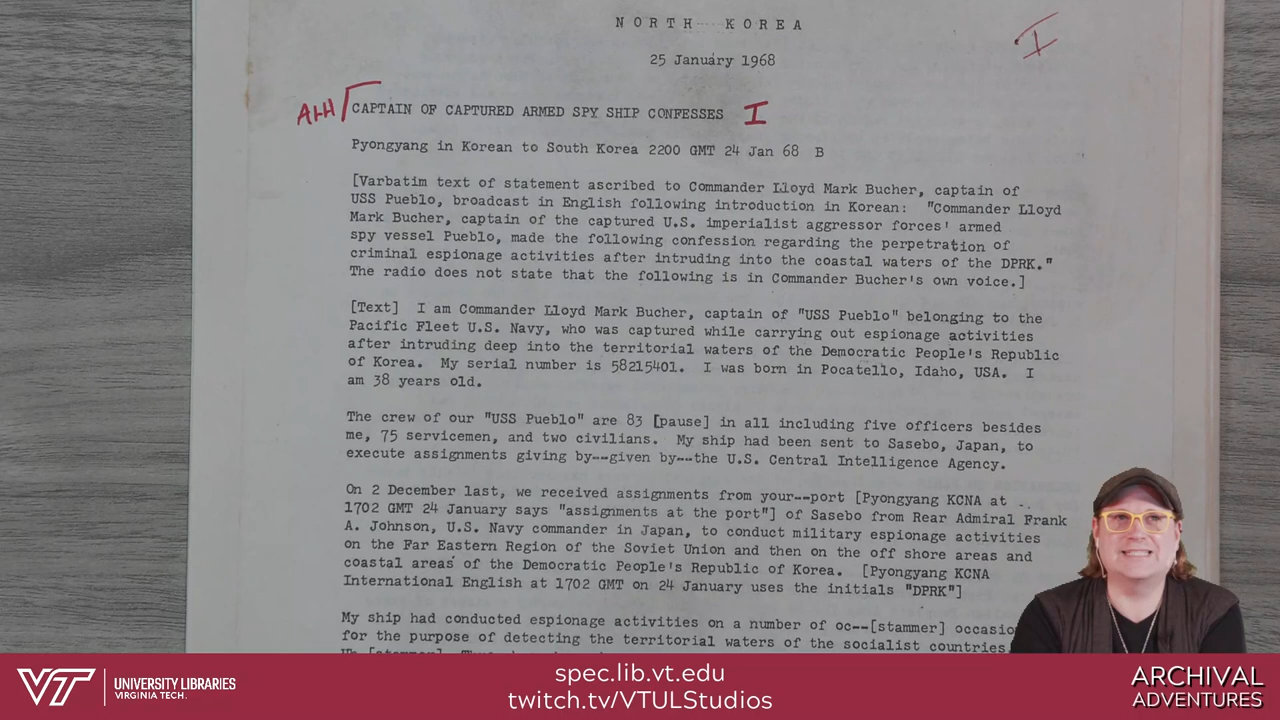 NORTH KOREA
I
25 January 1968
AHH CAPTAIN OF CAPTURED ARMED SPY SHIP CONFESSES I
Pyongyang in Korean to South Korea 2200 GMT 24 Jan 68 B
[Varbatim text of statement ascribed to Commander Lloyd Mark Bucher, captain of
USS Pueblo, broadcast in English following introduction in Korean: "Commander Lloyd
Mark Bucher, captain of the captured U.S. imperialist aggressor forces' armed
spy vessel Pueblo, made the following confession regarding the perpetration of
criminal espionage activities after intruding into the coastal waters of the DPRK."
The radio does not state that the following is in Commander Bucher's own voice.]
[Text] I am Commander Lloyd Mark Bucher, captain of "USS Pueblo" belonging to the
Pacific Fleet U.S. Navy, who was captured while carrying out espionage activities
after intruding deep into the territorial waters of the Democratic People's Republic
of Korea. My serial number is 58215401. I was born in Pocatello, Idaho, USA. I
am 38 years old.
The crew of our "USS Pueblo" are 83 [pause] in all including five officers besides
me, 75 servicemen, and two civilians. My ship had been sent to Sasebo, Japan, to
execute assignments giving by--given by--the U.S. Central Intelligence Agency.
On 2 December last, we received assignments from your--port [Pyongyang KCNA at ..
1702 GMT 24 January says "assignments at the port"] of Sasebo from Rear Admiral Frank
A. Johnson, U.S. Navy commander in Japan, to conduct military espionage activities
on the Far Eastern Region of the Soviet Union and then on the off shore areas and
coastal areas of the Democratic People's Republic of Korea. [Pyongyang KCNA
International English at 1702 GMT on 24 January uses the initials "DPRK"]
My ship had conducted espionage activities on a number of oc--[stammer] occasio
for the purpose of detecting the territorial waters of the socialist countries.
VT UNIVERSITY LIBRARIES
VIRGINIA TECH.
spec.lib.vt.edu
twitch.tv/VTULStudios
ARCHIVAL
ADVENTURES